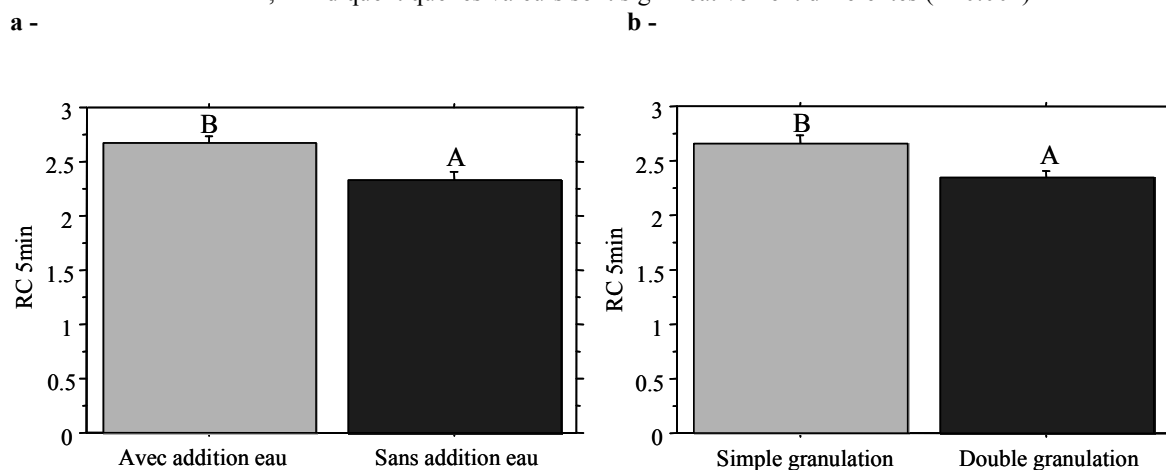 a -
b -
3
B
A
2.5
2
1.5
1
0.5
0
RC 5min
Avec addition eau
Sans addition eau
3
B
A
2.5
2
1.5
1
0.5
0
RC 5min
Simple granulation
Double granulation